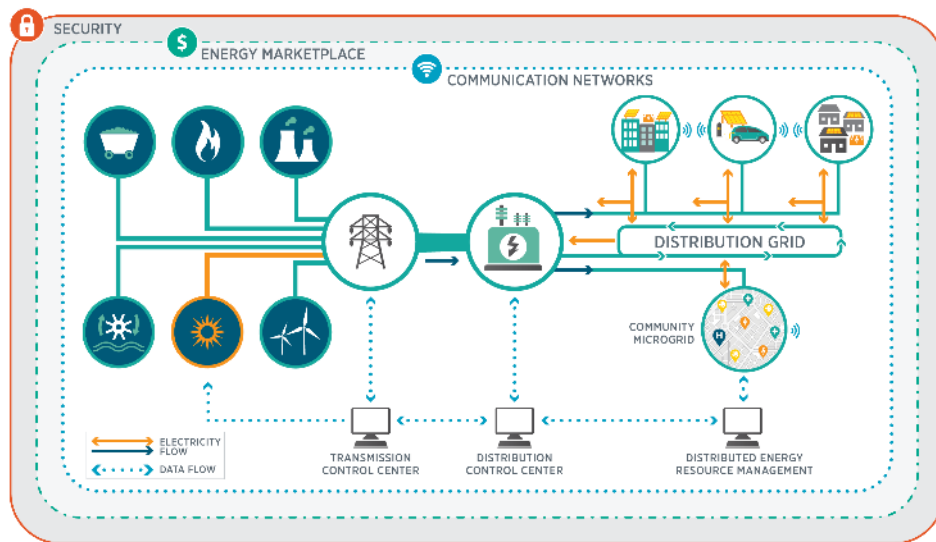 SECURITY
$
ENERGY MARKETPLACE
COMMUNICATION NETWORKS
DISTRIBUTION GRID
COMMUNITY
MICROGRID
H
ELECTRICITY
FLOW
DATA FLOW
TRANSMISSION
CONTROL CENTER
DISTRIBUTION
CONTROL CENTER
DISTRIBUTED ENERGY
RESOURCE MANAGEMENT